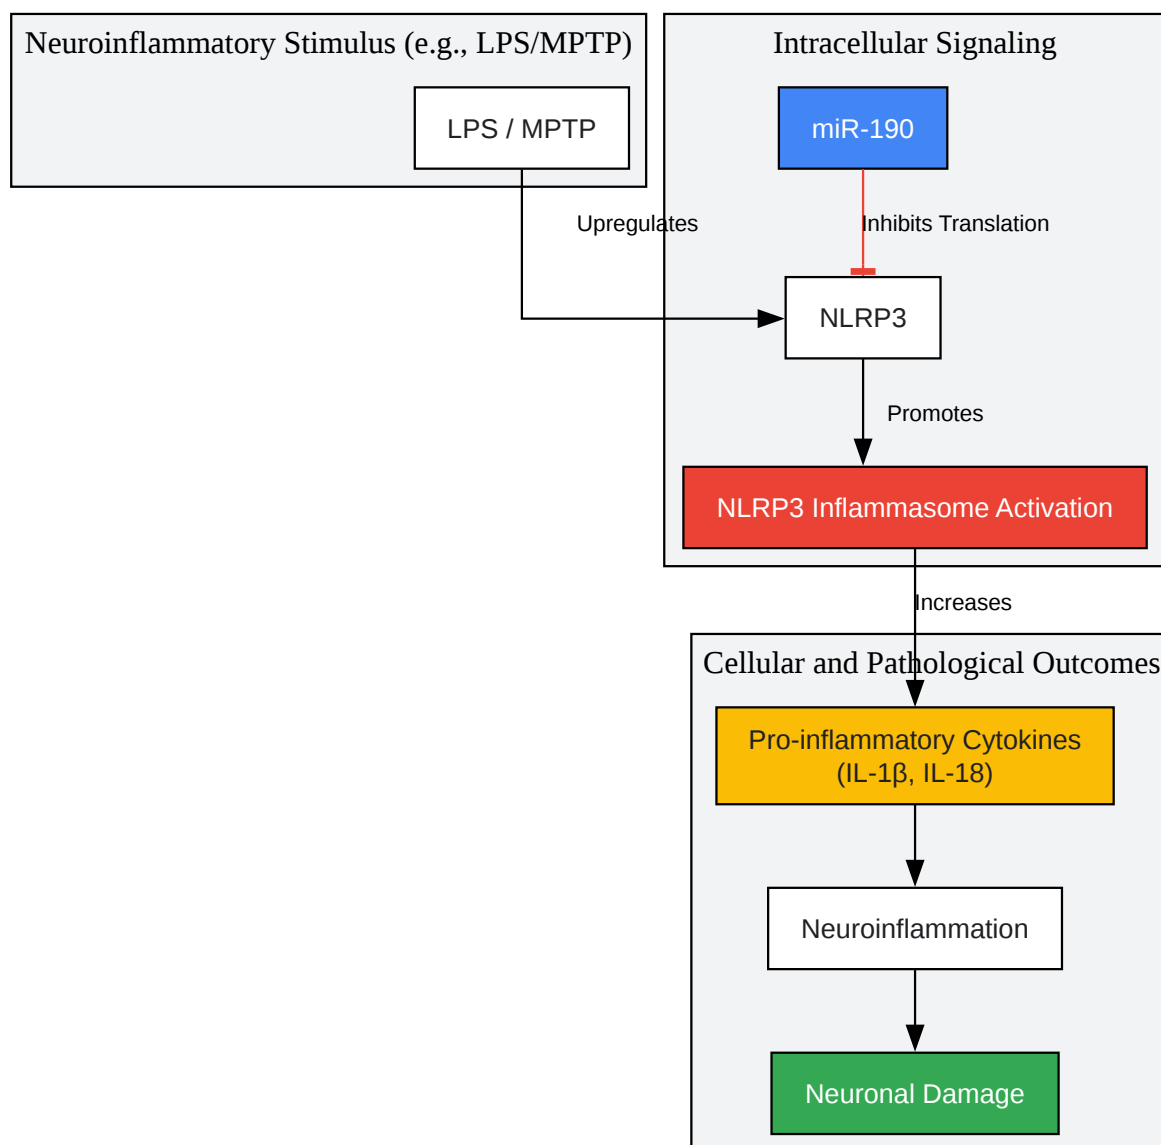 Neuroinflammatory Stimulus (e.g., LPS/MPTP)
LPS / MPTP
Intracellular Signaling
miR-190
Upregulates
Inhibits Translation
NLRP3
Promotes
NLRP3 Inflammasome Activation
Increases
Cellular and Pathological Outcomes
Pro-inflammatory Cytokines
(IL-1β, IL-18)
Neuroinflammation
Neuronal Damage